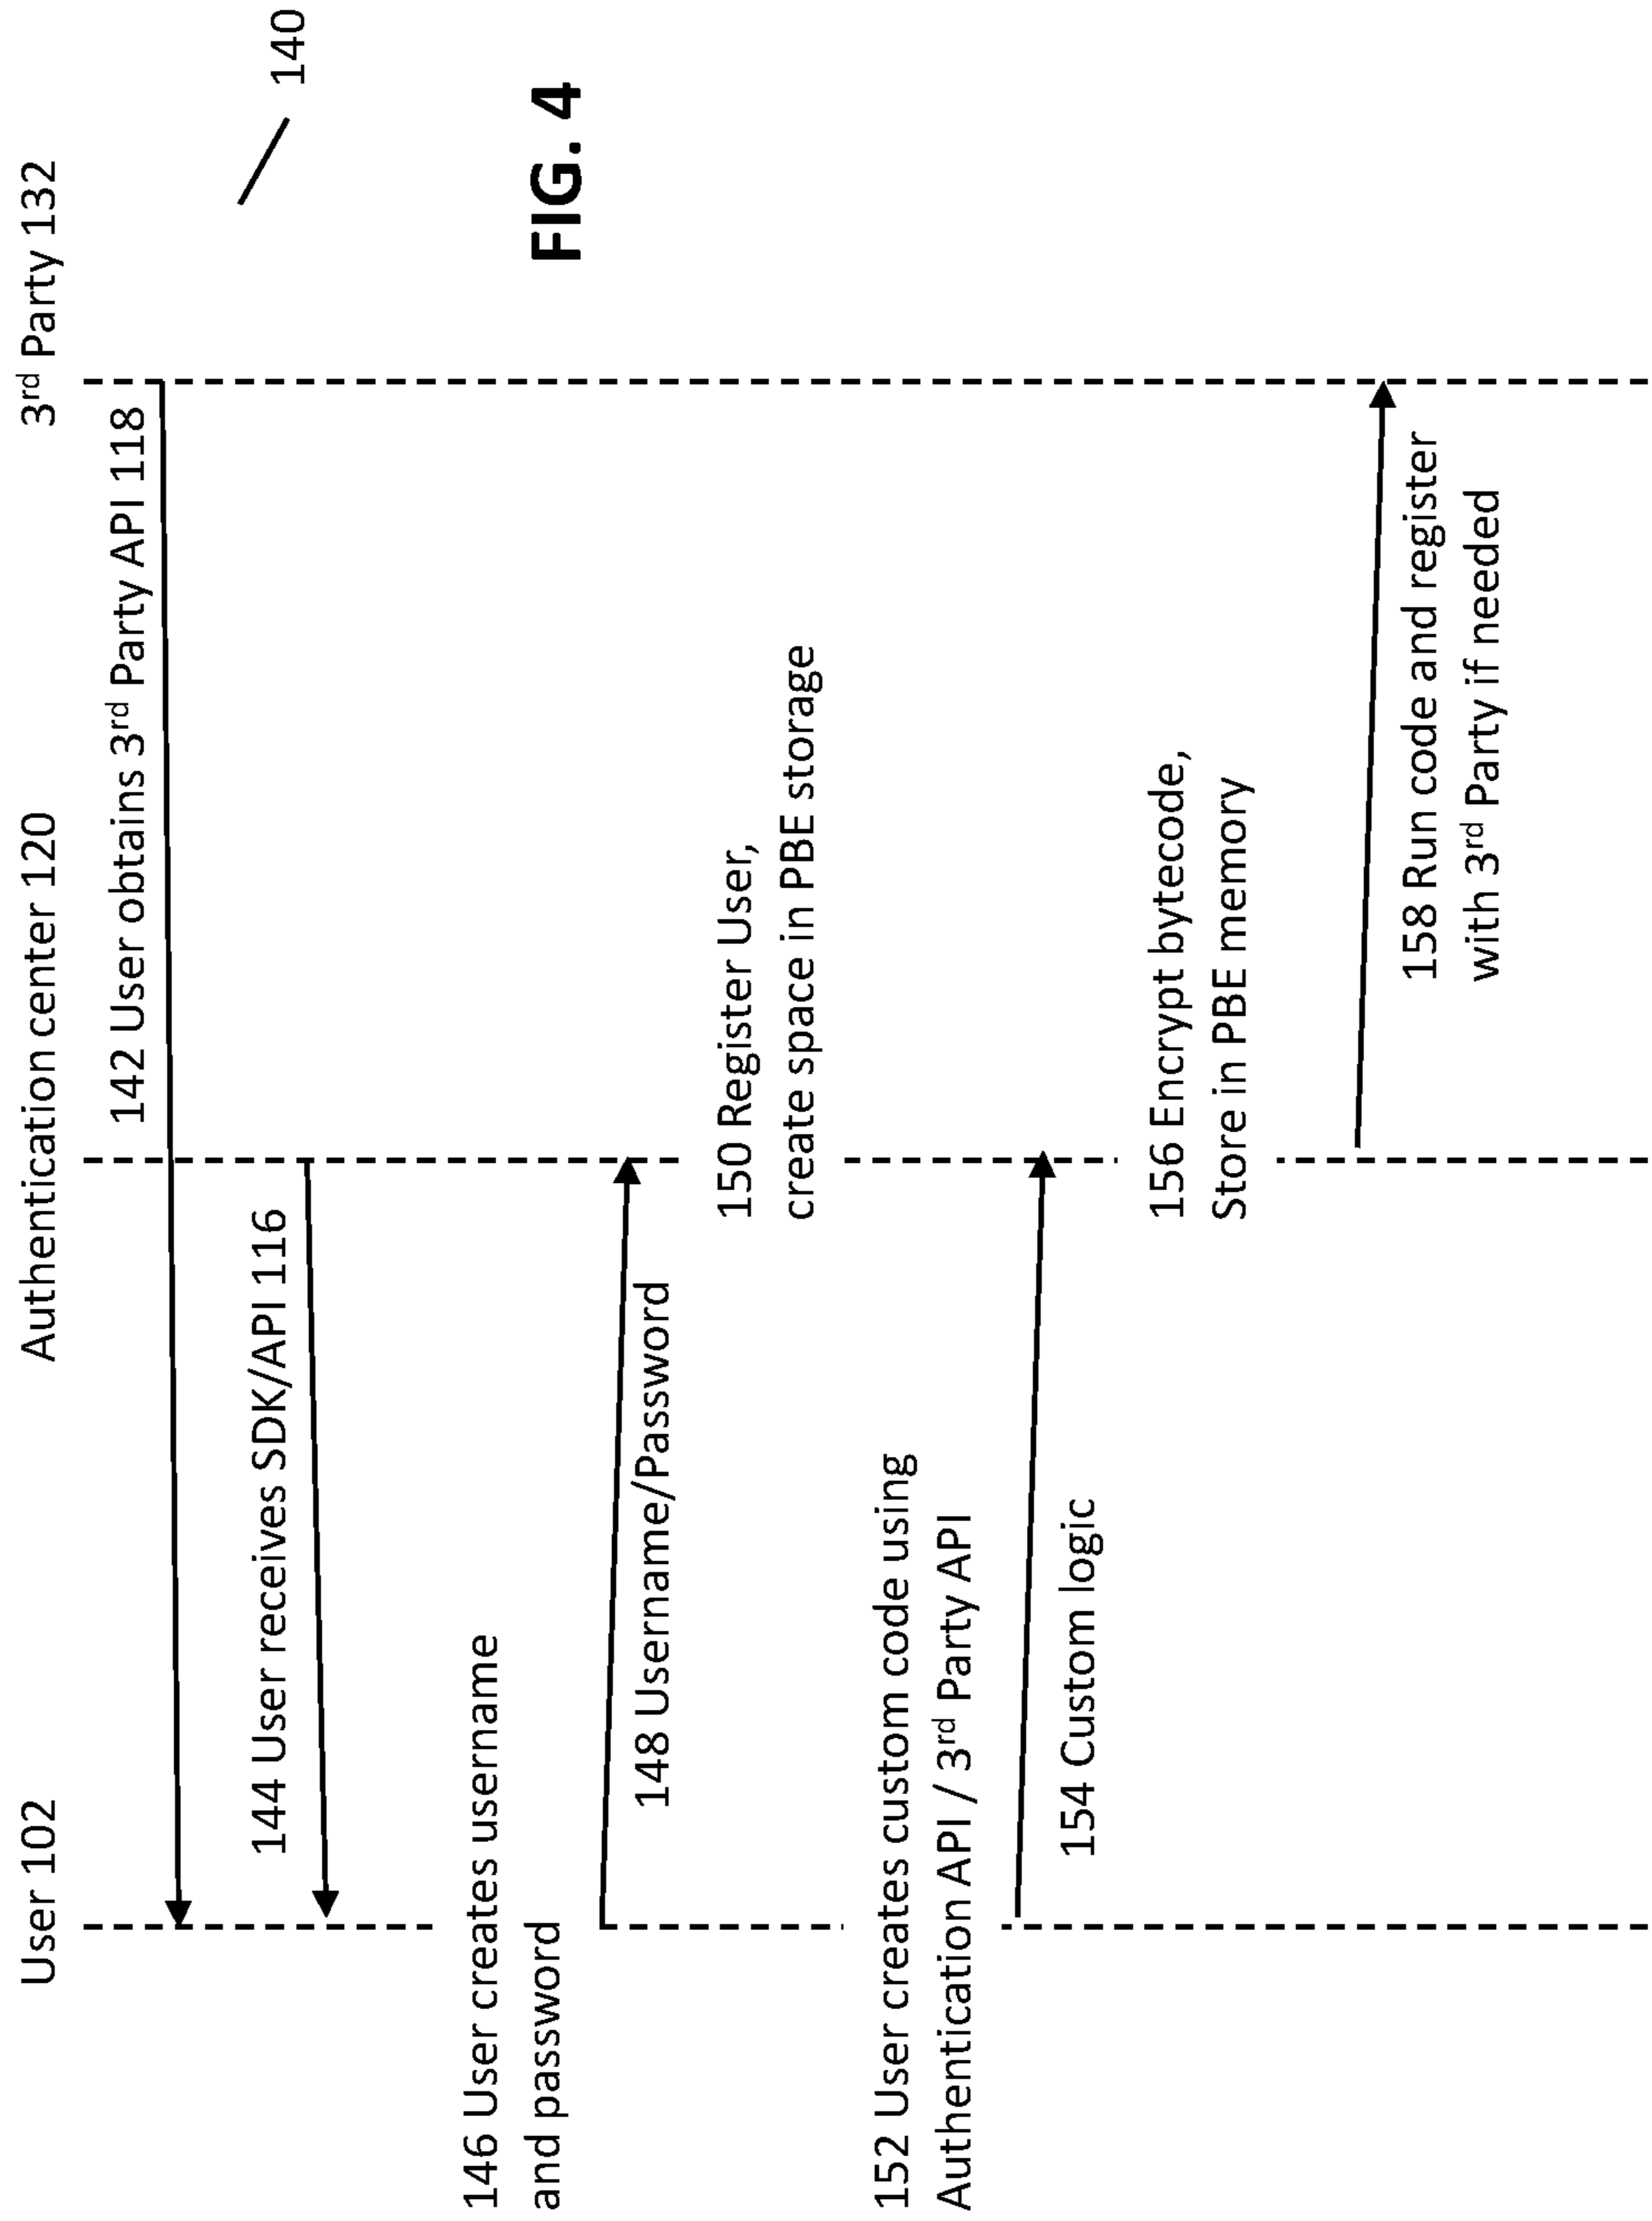 User 102
Authentication center 120
3rd Party 132
140
142 User obtains 3rd Party API 118
144 User receives SDK/API 116
146 User creates username
and password
148 Username/Password
150 Register User,
create space in PBE storage
152 User creates custom code using
Authentication API / 3rd Party API
154 Custom logic
156 Encrypt bytecode,
Store in PBE memory
158 Run code and register
with 3rd Party if needed
FIG. 4